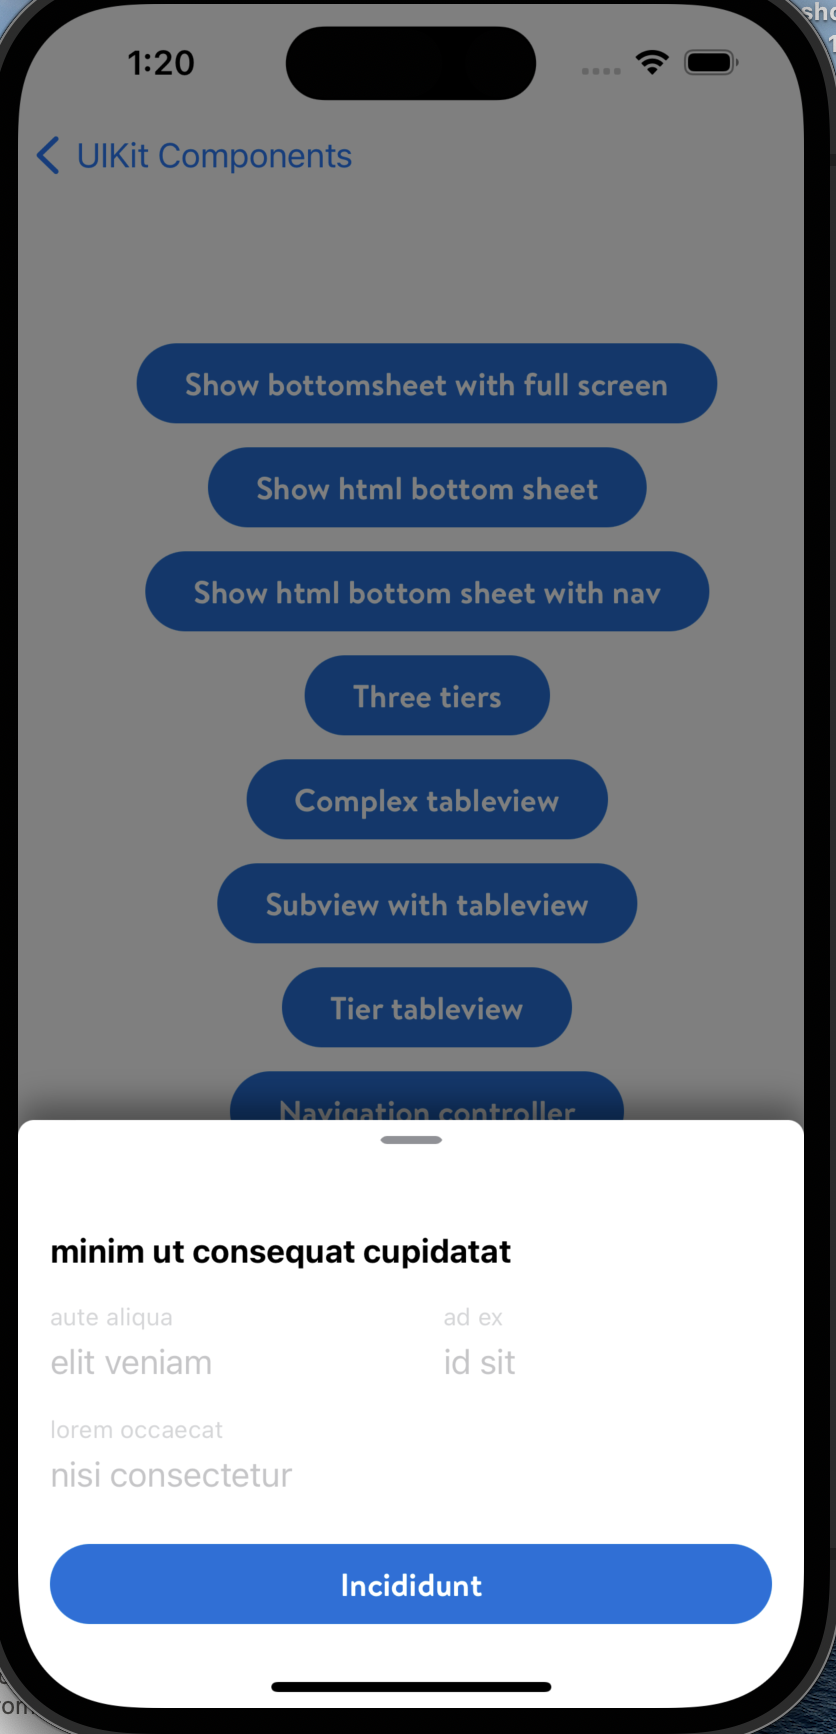 1:20
UIKit Components
Show bottomsheet with full screen
Show html bottom sheet
Show html bottom sheet with nav
Three tiers
Complex tableview
Subview with tableview
Tier tableview
Navigation controller
minim ut consequat cupidatat
aute aliqua
ad ex
elit veniam
id sit
lorem occaecat
nisi consectetur
Incididunt